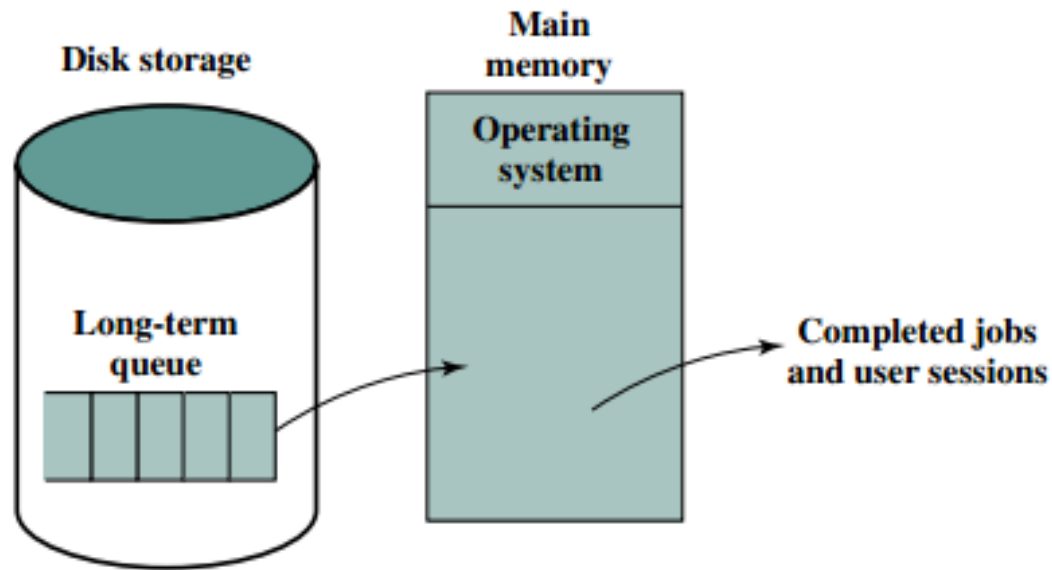 Disk storage
Main
memory
Operating
system
Long-term
queue
Completed jobs
and user sessions